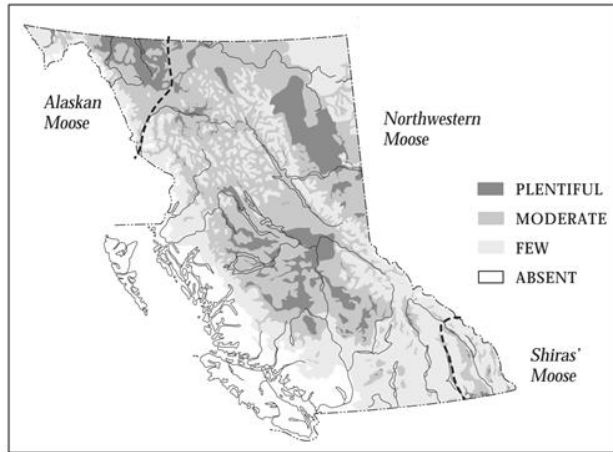 Alaskan
Moose
Northwestern
Moose
PLENTIFUL
MODERATE
FEW
ABSENT
Shiras'
Moose